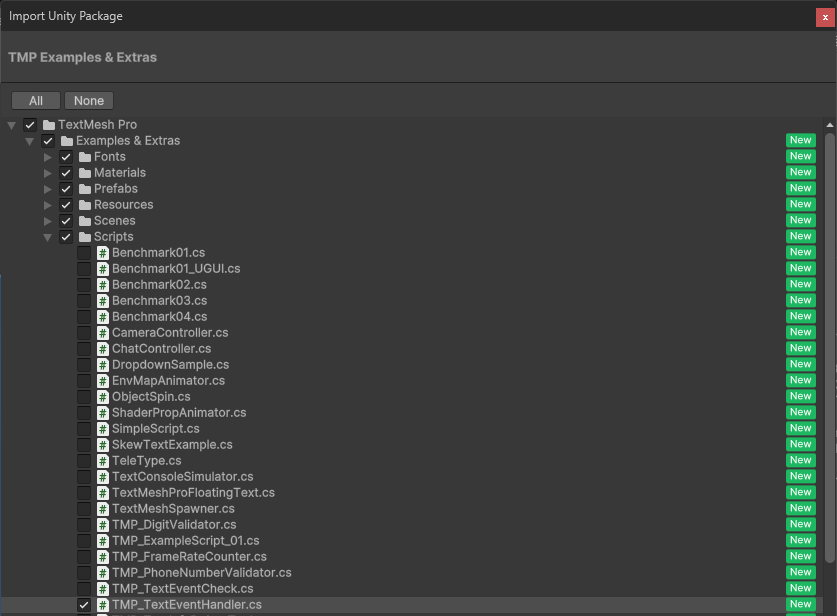 Import Unity Package
x
TMP Examples & Extras
All None
TextMesh Pro
Examples & Extras New
Fonts New
Materials New
Prefabs New
Resources New
Scenes New
Scripts New
# Benchmark01.cs New
# Benchmark01_UGUI.cs New
# Benchmark02.cs New
# Benchmark03.cs New
# Benchmark04.cs New
# CameraController.cs New
# ChatController.cs New
# DropdownSample.cs New
# EnvMapAnimator.cs New
# ObjectSpin.cs New
# ShaderPropAnimator.cs New
# SimpleScript.cs New
# SkewTextExample.cs New
# TeleType.cs New
# TextConsoleSimulator.cs New
# TextMeshProFloatingText.cs New
# TextMeshSpawner.cs New
# TMP_DigitValidator.cs New
# TMP_ExampleScript_01.cs New
# TMP_FrameRateCounter.cs New
# TMP_PhoneNumberValidator.cs New
# TMP_TextEventCheck.cs New
# TMP_TextEventHandler.cs New